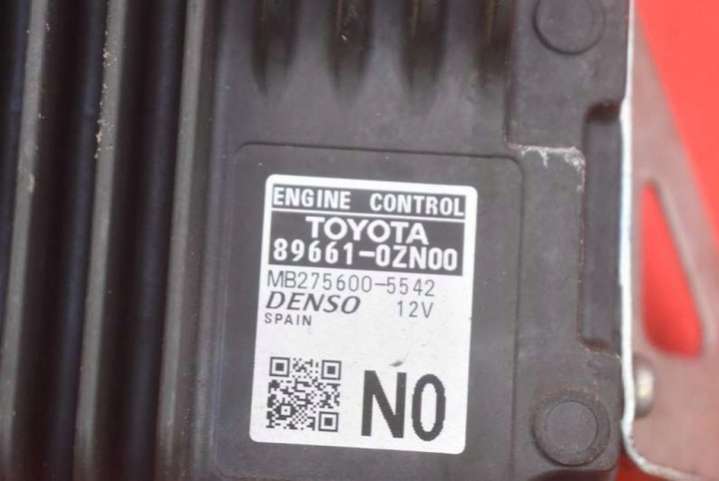 ENGINE CONTROL
TOYOTA
89661-0ZN00
MB275600-5542
DENSO 12V
SPAIN
N0